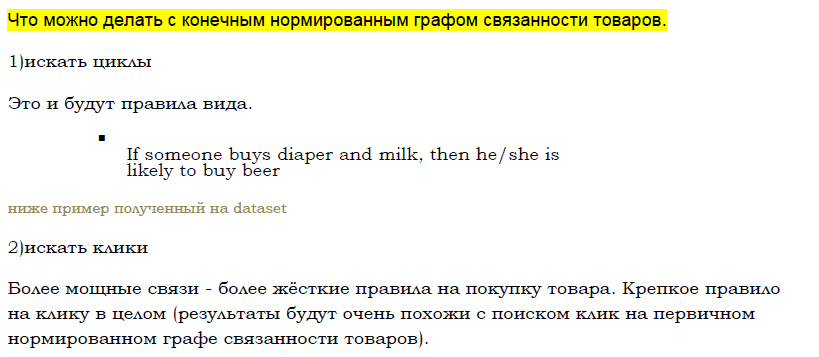 Что можно делать с конечным нормированным графом связанности товаров.
1)искать циклы
Это и будут правила вида.
▪
If someone buys diaper and milk, then he/she is
likely to buy beer
ниже пример полученный на dataset
2)искать клики
Более мощные связи - более жёсткие правила на покупку товара. Крепкое правило
на клику в целом (результаты будут очень похожи с поиском клик на первичном
нормированном графе связанности товаров).